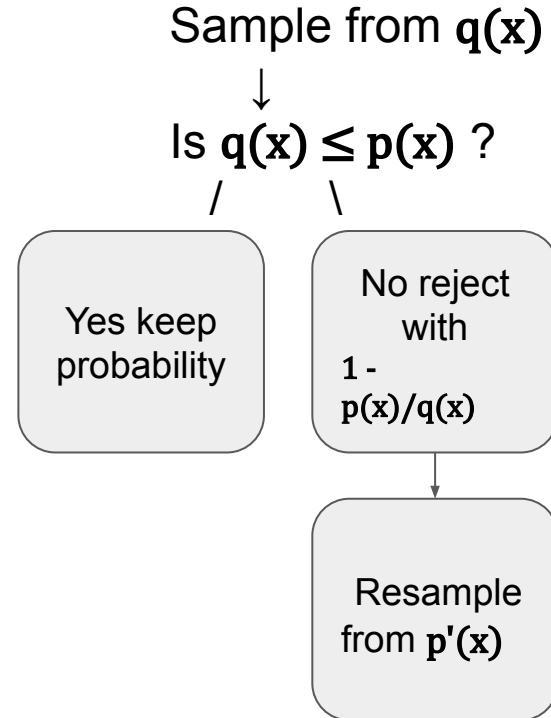 Sample from q(x)
↓
Is q(x) ≤ p(x) ?
/ \
Yes keep
probability
No reject
with
1 -
p(x)/q(x)
Resample
from p'(x)